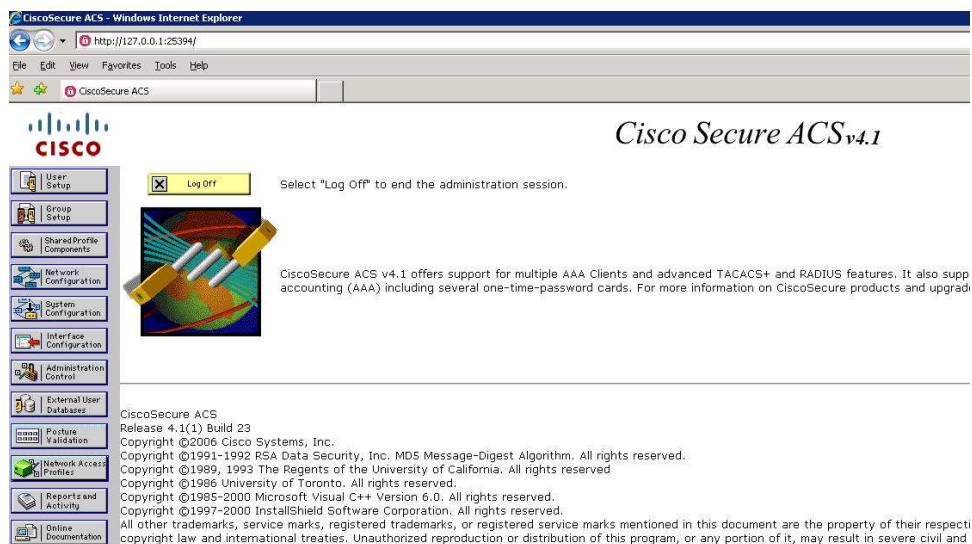 CiscoSecure ACS - Windows Internet Explorer
http://127.0.0.1:25394/
File Edit View Favorites Tools Help
CiscoSecure ACS
CISCO
Cisco Secure ACS v4.1
User Setup
Group Setup
Shared Profile Components
Network Configuration
System Configuration
Interface Configuration
Administration Control
External User Databases
Posture Validation
Network Access Profiles
Reports and Activity
Online Documentation
Log Off
Select "Log Off" to end the administration session.
CiscoSecure ACS v4.1 offers support for multiple AAA Clients and advanced TACACS+ and RADIUS features. It also supp
accounting (AAA) including several one-time-password cards. For more information on CiscoSecure products and upgrade
CiscoSecure ACS
Release 4.1(1) Build 23
Copyright ©2006 Cisco Systems, Inc.
Copyright ©1991-1992 RSA Data Security, Inc. MD5 Message-Digest Algorithm. All rights reserved.
Copyright ©1989, 1993 The Regents of the University of California. All rights reserved
Copyright ©1986 University of Toronto. All rights reserved.
Copyright ©1985-2000 Microsoft Visual C++ Version 6.0. All rights reserved.
Copyright ©1997-2000 InstallShield Software Corporation. All rights reserved.
All other trademarks, service marks, registered trademarks, or registered service marks mentioned in this document are the property of their respecti
copyright law and international treaties. Unauthorized reproduction or distribution of this program, or any portion of it, may result in severe civil and